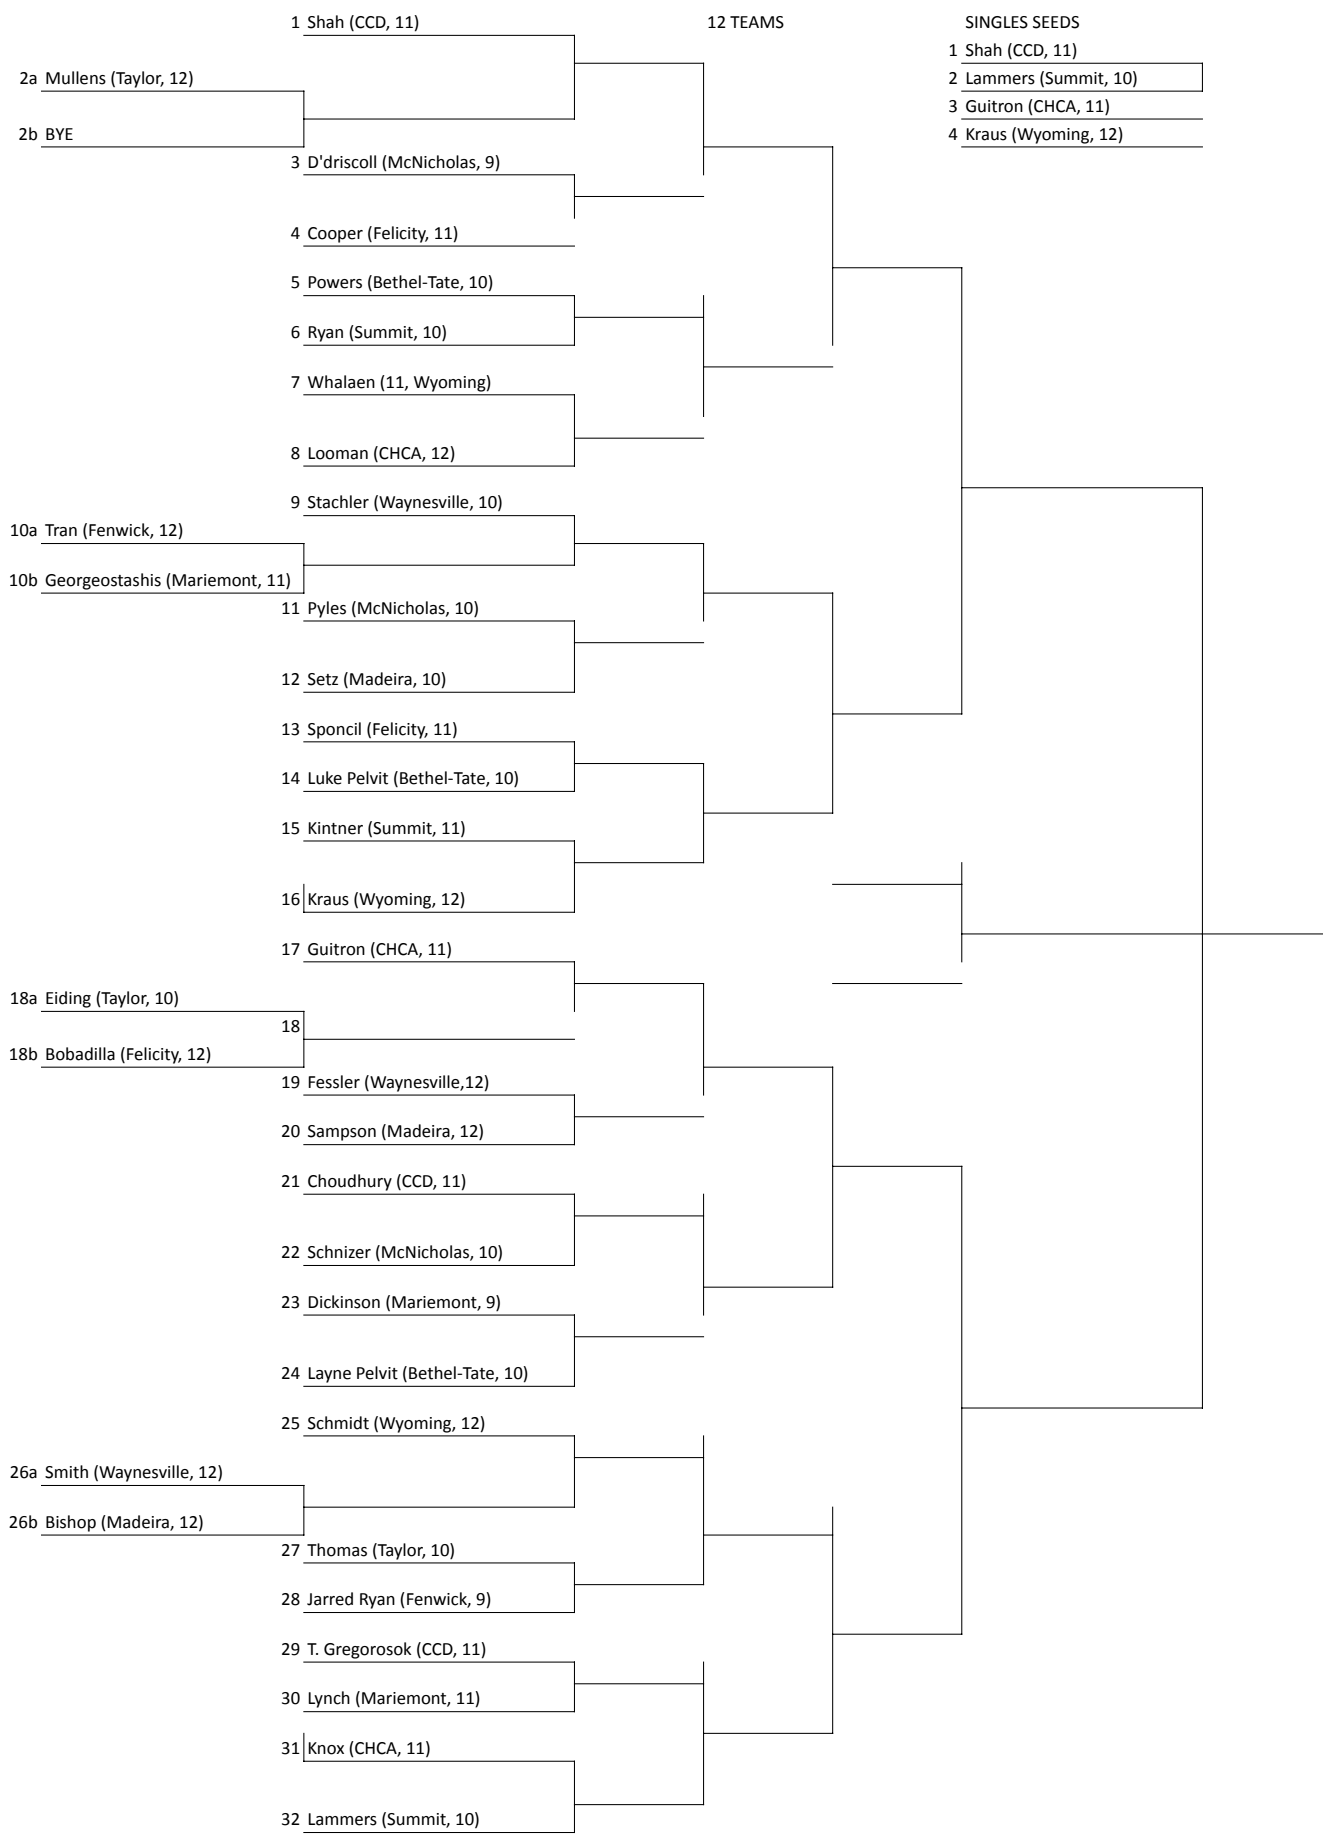 1 Shah (CCD, 11)
12 TEAMS
SINGLES SEEDS
1 Shah (CCD, 11)
2a Mullens (Taylor, 12)
2 Lammers (Summit, 10)
3 Guitron (CHCA, 11)
2b BYE
4 Kraus (Wyoming, 12)
3 D'driscoll (McNicholas, 9)
4 Cooper (Felicity, 11)
5 Powers (Bethel-Tate, 10)
6 Ryan (Summit, 10)
7 Whalaen (11, Wyoming)
8 Looman (CHCA, 12)
9 Stachler (Waynesville, 10)
10a Tran (Fenwick, 12)
10b Georgeostashis (Mariemont, 11)
11 Pyles (McNicholas, 10)
12 Setz (Madeira, 10)
13 Sponcil (Felicity, 11)
14 Luke Pelvit (Bethel-Tate, 10)
15 Kintner (Summit, 11)
16 Kraus (Wyoming, 12)
17 Guitron (CHCA, 11)
18a Eiding (Taylor, 10)
18
18b Bobadilla (Felicity, 12)
19 Fessler (Waynesville,12)
20 Sampson (Madeira, 12)
21 Choudhury (CCD, 11)
22 Schnizer (McNicholas, 10)
23 Dickinson (Mariemont, 9)
24 Layne Pelvit (Bethel-Tate, 10)
25 Schmidt (Wyoming, 12)
26a Smith (Waynesville, 12)
26b Bishop (Madeira, 12)
27 Thomas (Taylor, 10)
28 Jarred Ryan (Fenwick, 9)
29 T. Gregorosok (CCD, 11)
30 Lynch (Mariemont, 11)
31 Knox (CHCA, 11)
32 Lammers (Summit, 10)